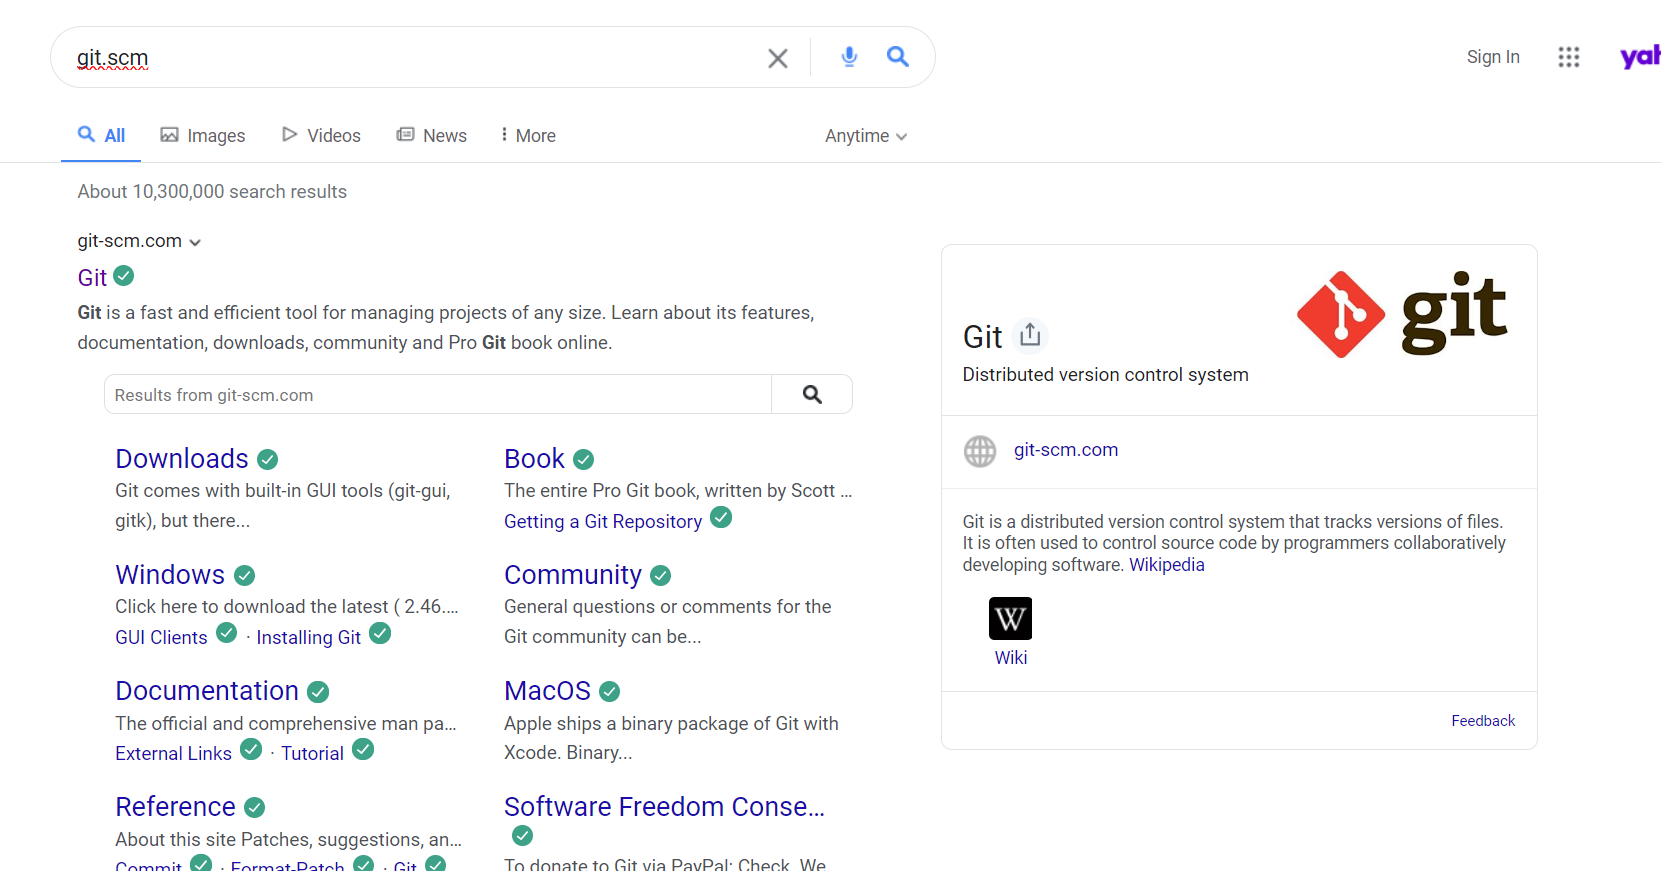 git.scm
Sign In
All
Images
Videos
News
More
Anytime
About 10,300,000 search results
git-scm.com
Git
Git is a fast and efficient tool for managing projects of any size. Learn about its features,
documentation, downloads, community and Pro Git book online.
Results from git-scm.com
Downloads
Git comes with built-in GUI tools (git-gui,
gitk), but there...
Book
The entire Pro Git book, written by Scott ...
Getting a Git Repository
Windows
Click here to download the latest ( 2.46....
GUI Clients · Installing Git
Community
General questions or comments for the
Git community can be...
Documentation
The official and comprehensive man pa...
External Links · Tutorial
MacOS
Apple ships a binary package of Git with
Xcode. Binary...
Reference
About this site Patches, suggestions, an...
Commit · Format-Patch · Git
Software Freedom Conse...
To donate to Git via PayPal: Check. We
git
Git
Distributed version control system
git-scm.com
Git is a distributed version control system that tracks versions of files.
It is often used to control source code by programmers collaboratively
developing software. Wikipedia
W
Wiki
Feedback